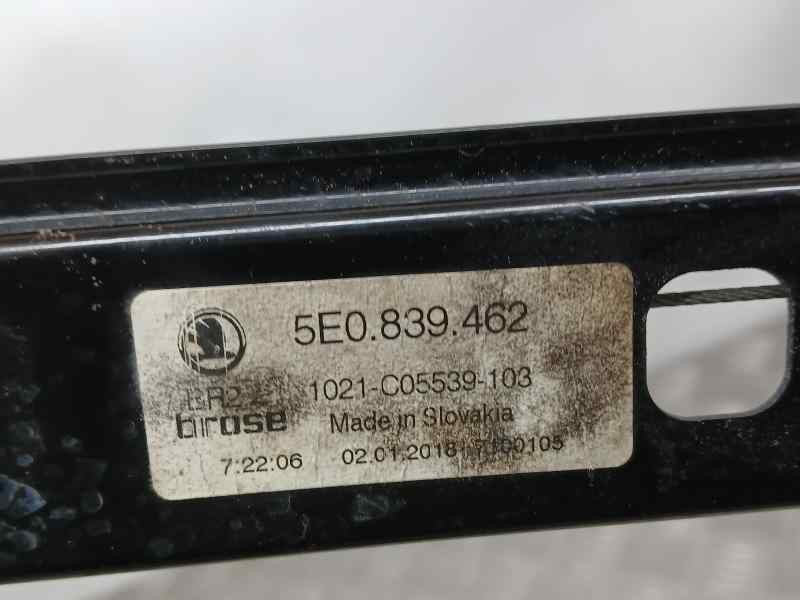 5E0.839.462
1021-C05539-103
brose
Made in Slovakia
7:22:06 02.01.2018